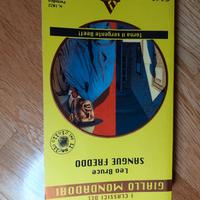 I CLASSICI DEL
GIALLO MONDADORI
Leo Bruce
SANGUE FREDDO
Torna il sergente Beef!